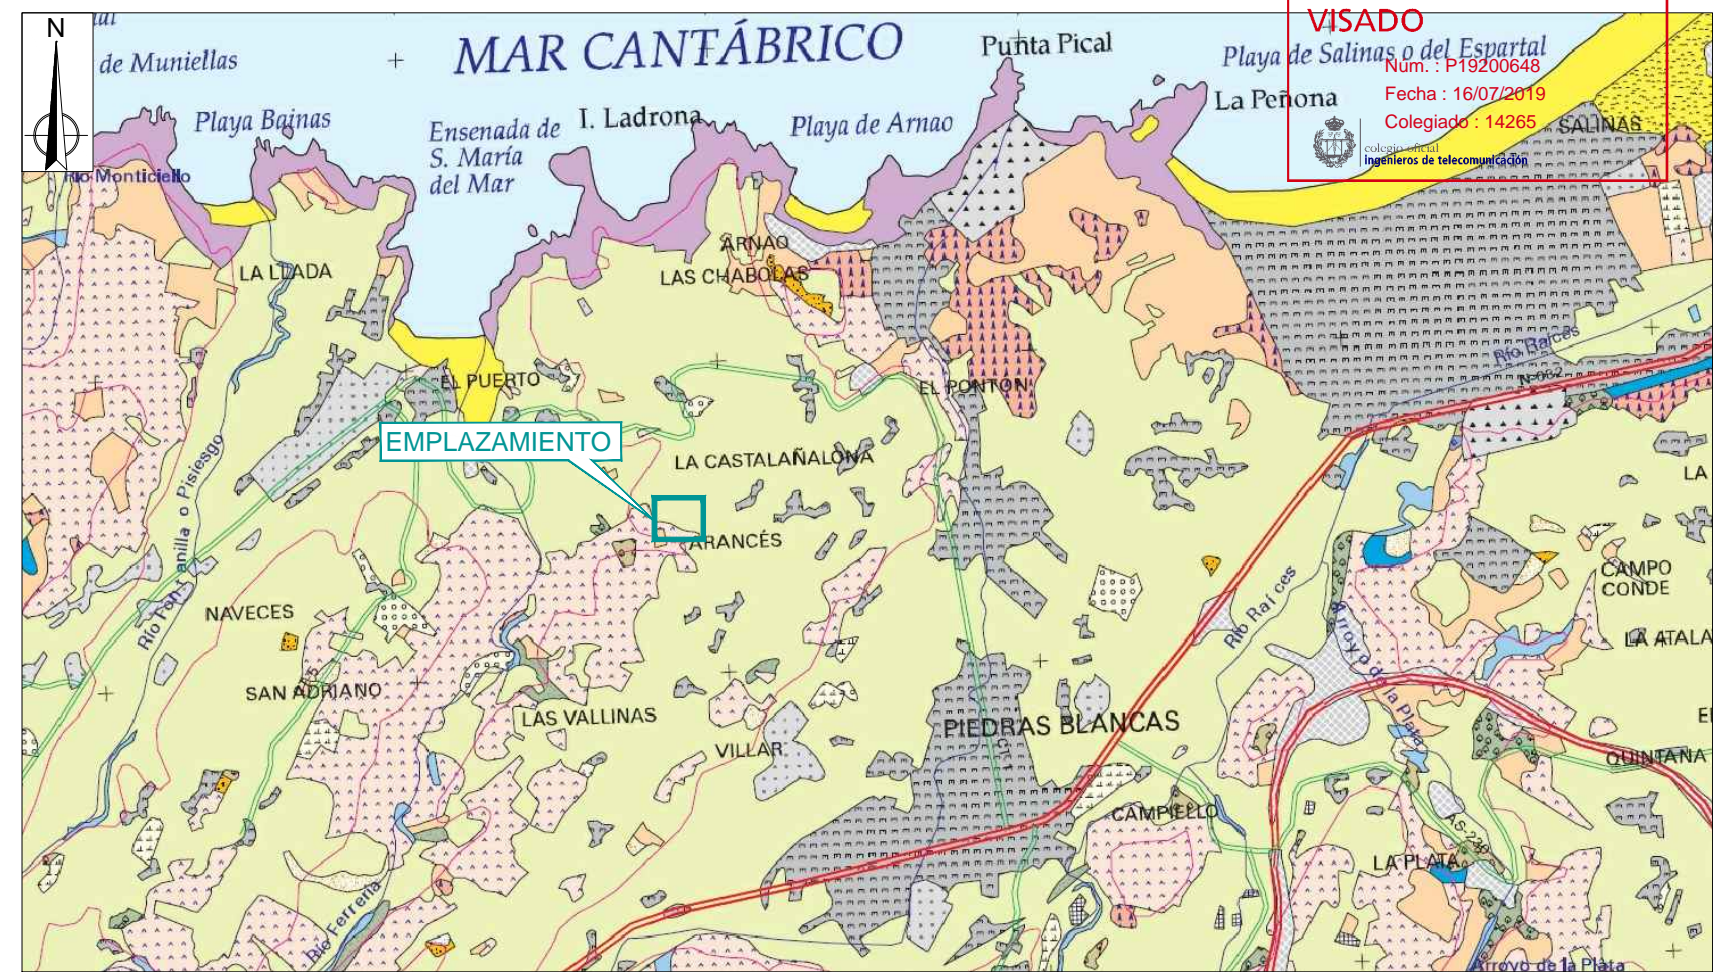 N
de Muniellas
MAR CANTÁBRICO
Punta Pical
Playa de Salinas o del Espartal
VISADO
Num. : P19200648
Fecha : 16/07/2019
Colegiado : 14265
colegio oficial
ingenieros de telecomunicación
La Peñona
SALINAS
Playa Bainas
Ensenada de
S. María
del Mar
I. Ladrona
Playa de Arnao
Río Monticiello
LA LLADA
ARNAO
LAS CHABOLAS
EL PUERTO
EL PONTON
Río Raíces
N-632
EMPLAZAMIENTO
LA CASTALAÑALONA
LA
ARANCÉS
NAVECES
CAMPO
CONDE
Río Raíces
LA ATALA
SAN ADRIANO
LAS VALLINAS
VILLAR
PIEDRAS BLANCAS
Arroyo de la Plata
QUINTANA
CAMPIELLO
LA PLATA
Río Ferrería
Arroyo de la Plata